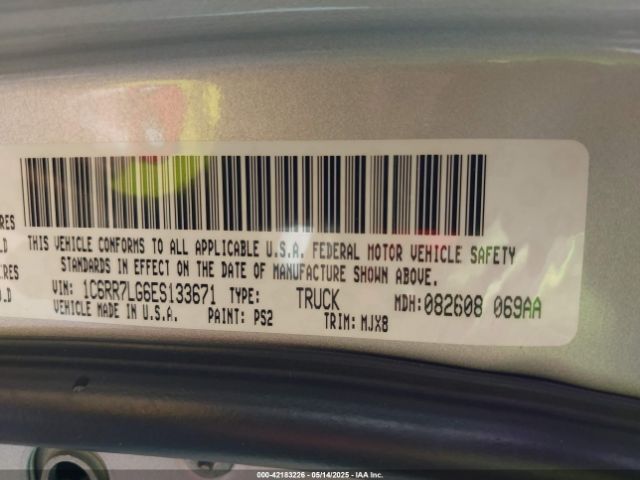 RES
LD
IRES
O.D
THIS VEHICLE CONFORMS TO ALL APPLICABLE U.S.A. FEDERAL MOTOR VEHICLE SAFETY
STANDARDS IN EFFECT ON THE DATE OF MANUFACTURE SHOWN ABOVE.
VIN: 1C6RR7LG6ES133671 TYPE: TRUCK MDH: 082608 069AA
VEHICLE MADE IN U.S.A. PAINT: PS2 TRIM: MJX8
000-42183226 - 05/14/2025 - IAA Inc.